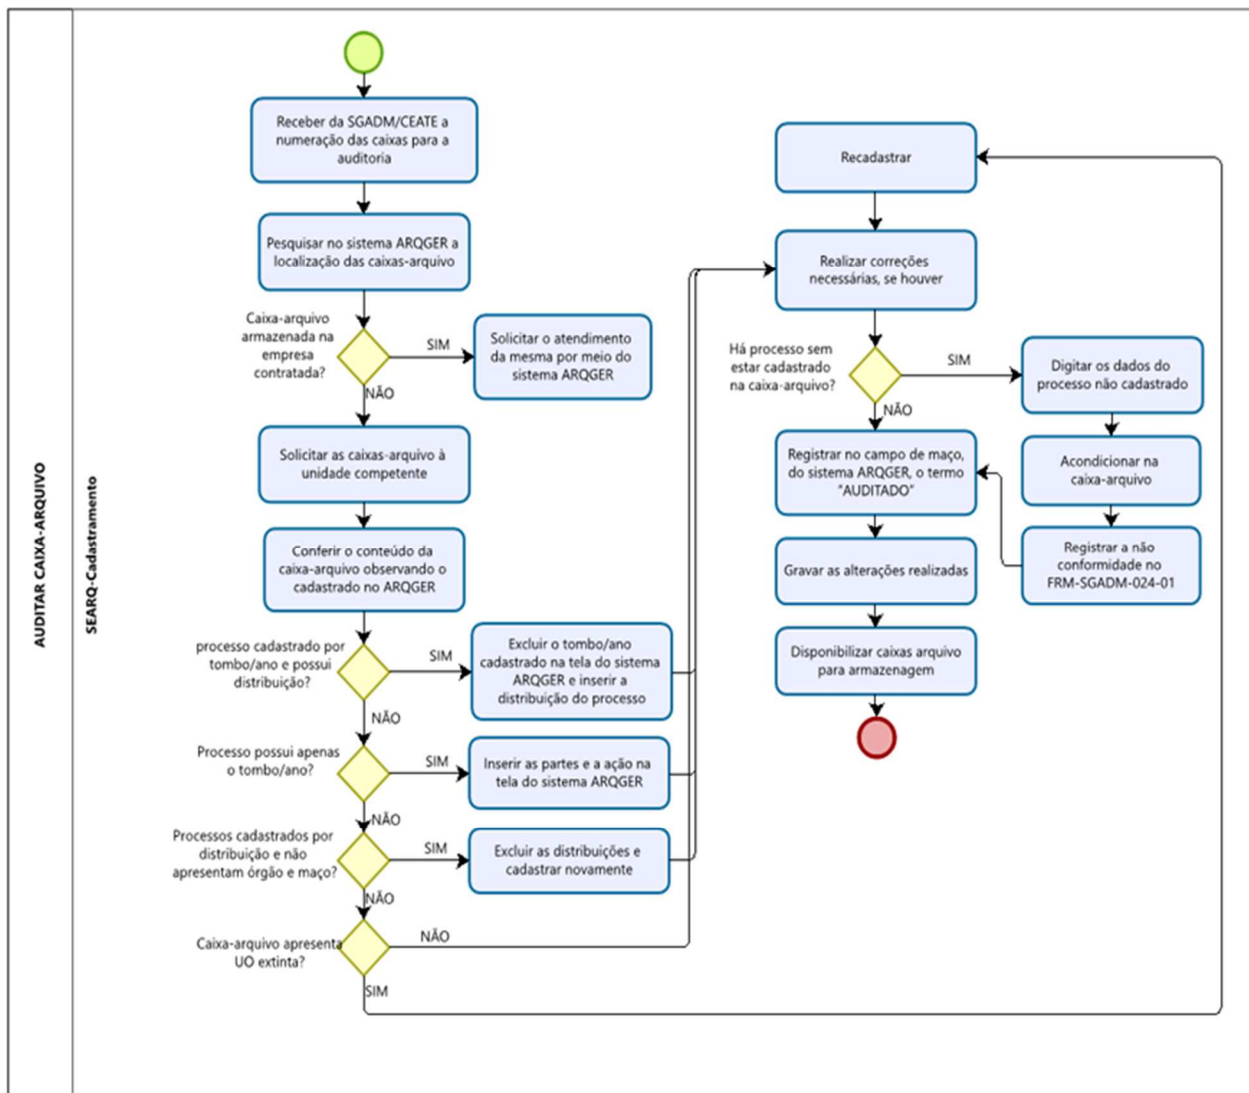 AUDITAR CAIXA-ARQUIVO
SEARQ-Cadastramento
Receber da SGADM/CEATE a
numeração das caixas para a
auditoria
Pesquisar no sistema ARQGER a
localização das caixas-arquivo
Caixa-arquivo
armazenada na
empresa
contratada?
SIM
Solicitar o atendimento
da mesma por meio do
sistema ARQGER
NÃO
Solicitar as caixas-arquivo à
unidade competente
Conferir o conteúdo da
caixa-arquivo observando o
cadastrado no ARQGER
processo cadastrado por
tombo/ano e possui
distribuição?
SIM
Excluir o tombo/ano
cadastrado na tela do sistema
ARQGER e inserir a
distribuição do processo
NÃO
Processo possui apenas
o tombo/ano?
SIM
Inserir as partes e a ação na
tela do sistema ARQGER
NÃO
Processos cadastrados por
distribuição e não
apresentam órgão e maço?
SIM
Excluir as distribuições e
cadastrar novamente
NÃO
Caixa-arquivo apresenta
UO extinta?
NÃO
SIM
Recadastrar
Realizar correções
necessárias, se houver
Há processo sem
estar cadastrado
na caixa-arquivo?
SIM
Digitar os dados do
processo não cadastrado
NÃO
Acondicionar na
caixa-arquivo
Registrar a não
conformidade no
FRM-SGADM-024-01
Registrar no campo de maço,
do sistema ARQGER, o termo
"AUDITADO"
Gravar as alterações realizadas
Disponibilizar caixas arquivo
para armazenagem